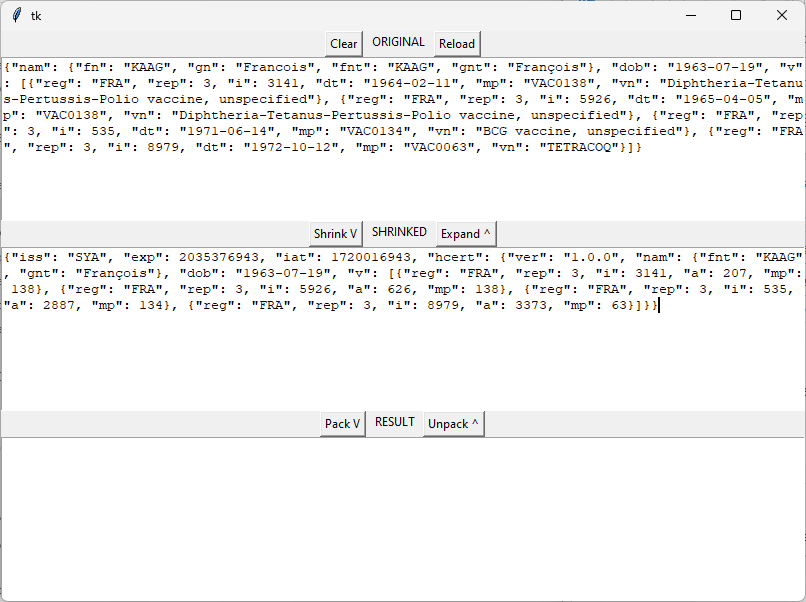 tk
Clear ORIGINAL Reload
{"nam": {"fn": "KAAG", "gn": "Francois", "fnt": "KAAG", "gnt": "François"}, "dob": "1963-07-19", "v"
: [{"reg": "FRA", "rep": 3, "i": 3141, "dt": "1964-02-11", "mp": "VAC0138", "vn": "Diphtheria-Tetanu
s-Pertussis-Polio vaccine, unspecified"}, {"reg": "FRA", "rep": 3, "i": 5926, "dt": "1965-04-05", "m
p": "VAC0138", "vn": "Diphtheria-Tetanus-Pertussis-Polio vaccine, unspecified"}, {"reg": "FRA", "rep
": 3, "i": 535, "dt": "1971-06-14", "mp": "VAC0134", "vn": "BCG vaccine, unspecified"}, {"reg": "FRA
", "rep": 3, "i": 8979, "dt": "1972-10-12", "mp": "VAC0063", "vn": "TETRACOQ"}]}
Shrink V SHRINKED Expand ^
{"iss": "SYA", "exp": 2035376943, "iat": 1720016943, "hcert": {"ver": "1.0.0", "nam": {"fnt": "KAAG"
, "gnt": "François"}, "dob": "1963-07-19", "v": [{"reg": "FRA", "rep": 3, "i": 3141, "a": 207, "mp":
 138}, {"reg": "FRA", "rep": 3, "i": 5926, "a": 626, "mp": 138}, {"reg": "FRA", "rep": 3, "i": 535,
"a": 2887, "mp": 134}, {"reg": "FRA", "rep": 3, "i": 8979, "a": 3373, "mp": 63}]}}
Pack V RESULT Unpack ^